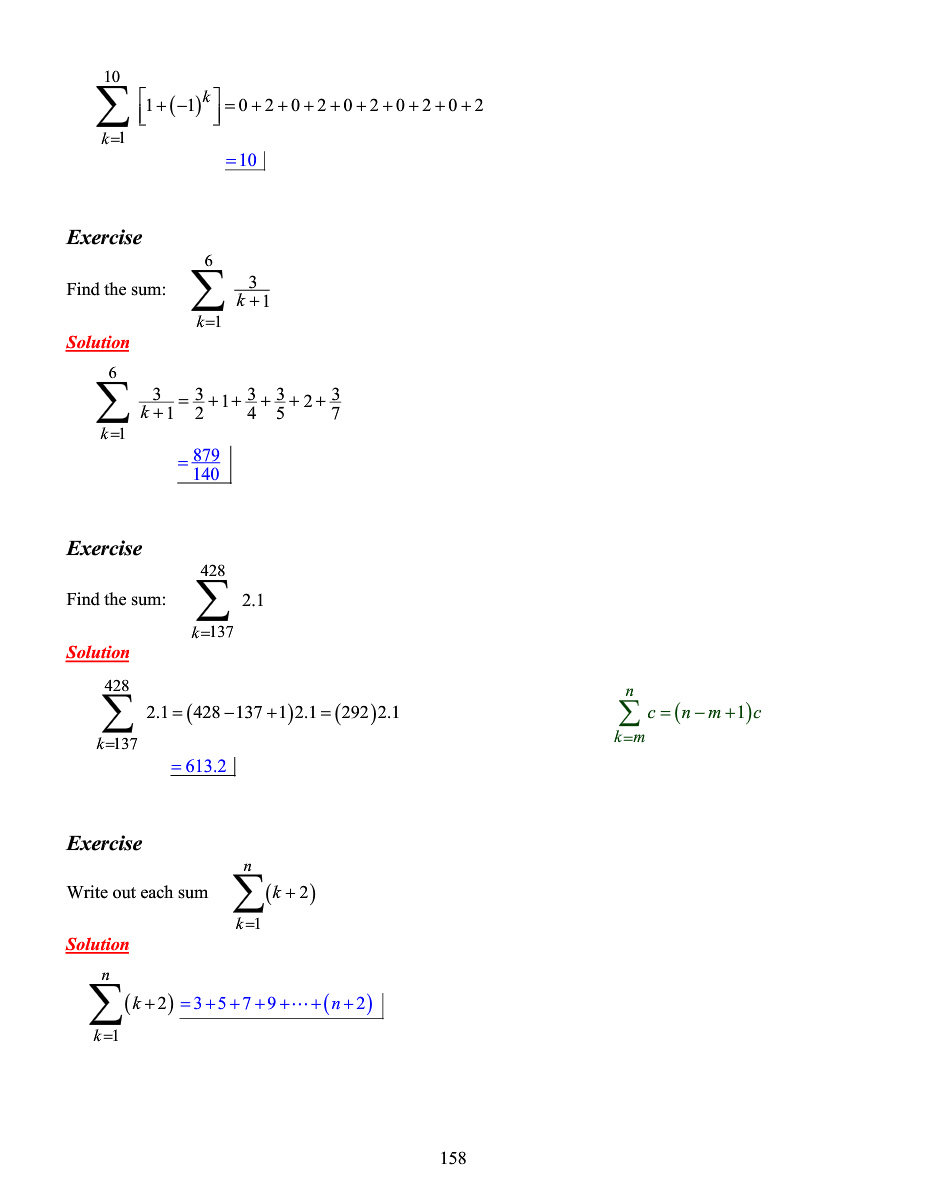 \sum_{k=1}^{10} \left[ 1+(-1)^k \right] = 0+2+0+2+0+2+0+2+0+2
= 10
Exercise
Find the sum: \sum_{k=1}^{6} \frac{3}{k+1}
Solution
\sum_{k=1}^{6} \frac{3}{k+1} = \frac{3}{2}+1+\frac{3}{4}+\frac{3}{5}+2+\frac{3}{7}
= \frac{879}{140}
Exercise
Find the sum: \sum_{k=137}^{428} 2.1
Solution
\sum_{k=137}^{428} 2.1 = (428-137+1)2.1 = (292)2.1 \sum_{k=m}^{n} c = (n-m+1)c
= 613.2
Exercise
Write out each sum \sum_{k=1}^{n} (k+2)
Solution
\sum_{k=1}^{n} (k+2) = 3+5+7+9+\cdots+(n+2)
158